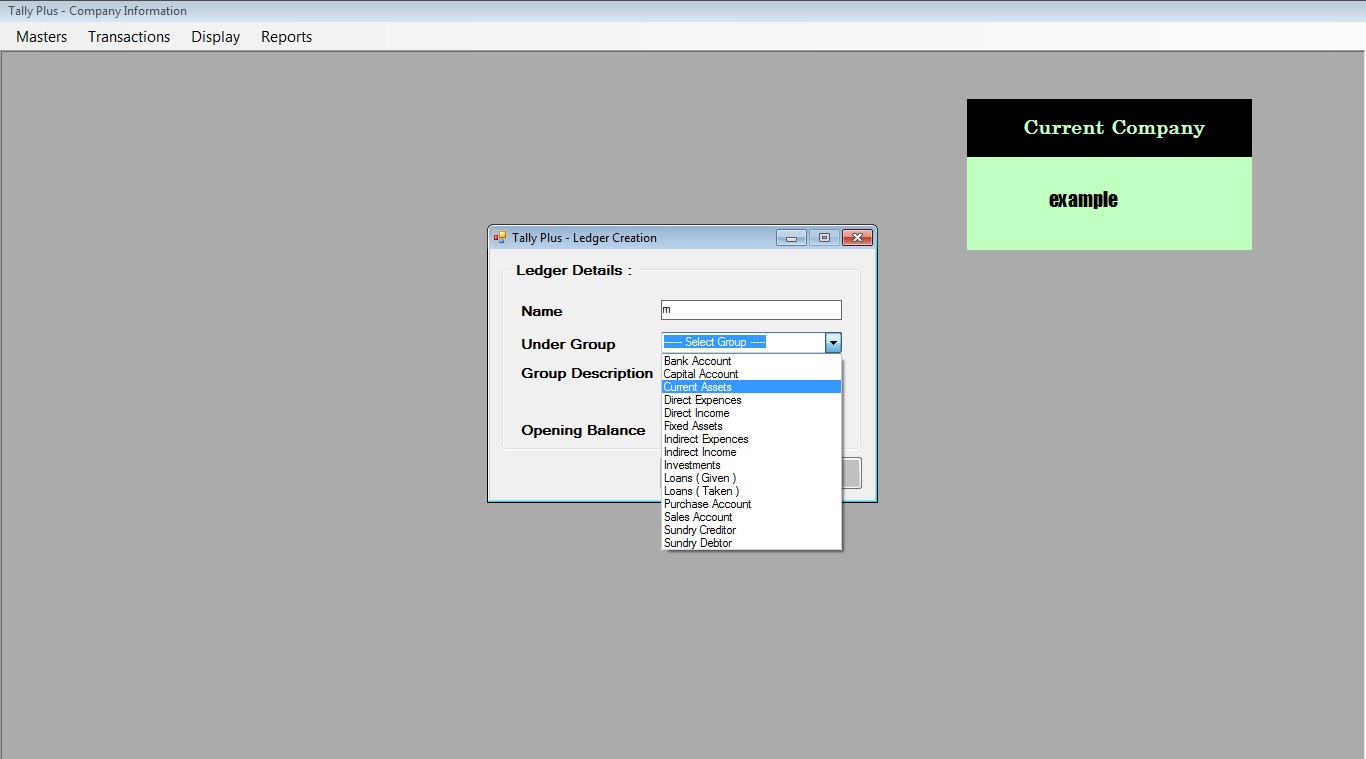 Tally Plus - Company Information
Masters Transactions Display Reports
Current Company
example
Tally Plus - Ledger Creation
Ledger Details :
Name m
Under Group ----- Select Group -----
Bank Account
Group Description
Capital Account
Current Assets
Direct Expences
Direct Income
Fixed Assets
Opening Balance
Indirect Expences
Indirect Income
Investments
Loans ( Given )
Loans ( Taken )
Purchase Account
Sales Account
Sundry Creditor
Sundry Debtor